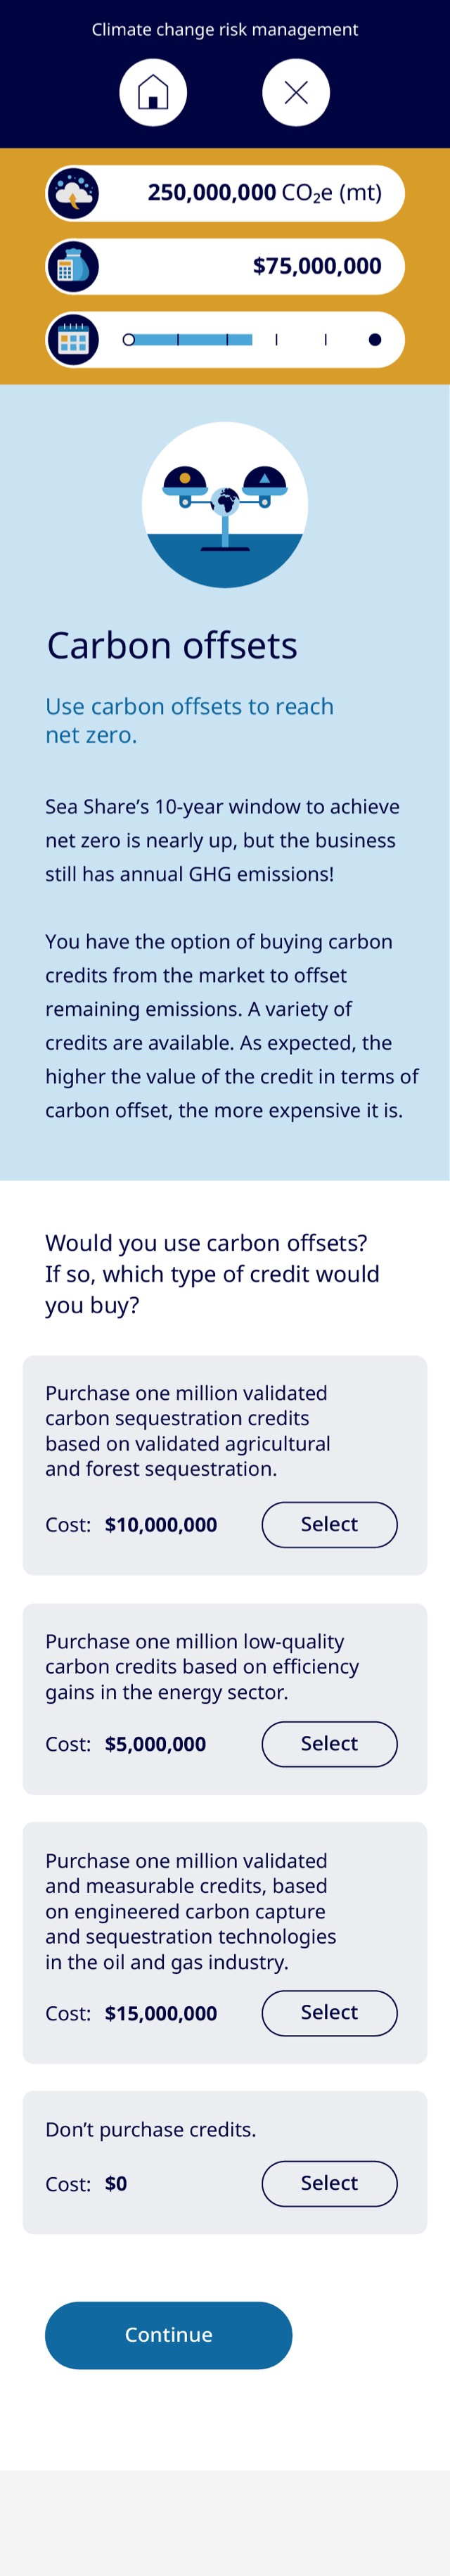 Climate change risk management
250,000,000 CO₂e (mt)
$75,000,000
Carbon offsets
Use carbon offsets to reach
net zero.
Sea Share’s 10-year window to achieve
net zero is nearly up, but the business
still has annual GHG emissions!
You have the option of buying carbon
credits from the market to offset
remaining emissions. A variety of
credits are available. As expected, the
higher the value of the credit in terms of
carbon offset, the more expensive it is.
Would you use carbon offsets?
If so, which type of credit would
you buy?
Purchase one million validated
carbon sequestration credits
based on validated agricultural
and forest sequestration.
Cost: $10,000,000 Select
Purchase one million low-quality
carbon credits based on efficiency
gains in the energy sector.
Cost: $5,000,000 Select
Purchase one million validated
and measurable credits, based
on engineered carbon capture
and sequestration technologies
in the oil and gas industry.
Cost: $15,000,000 Select
Don’t purchase credits.
Cost: $0 Select
Continue